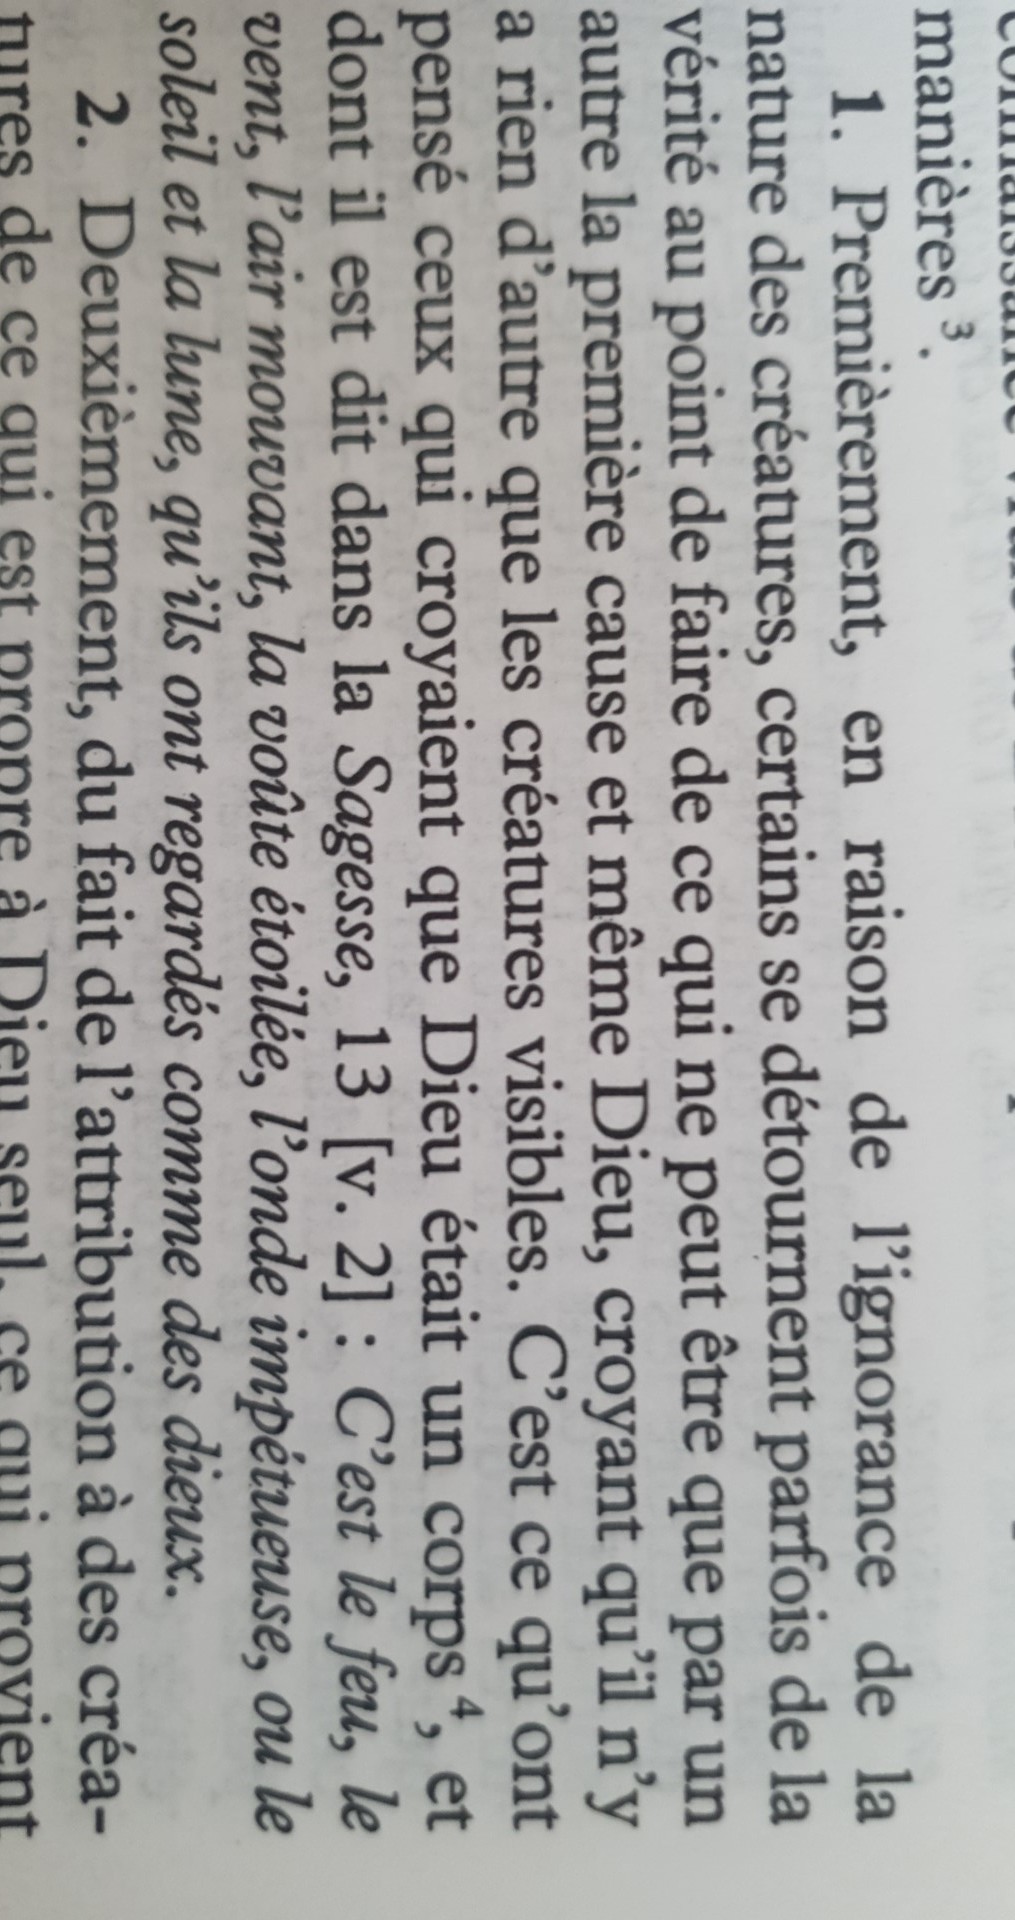 manières ³.
1. Premièrement, en raison de l'ignorance de la
nature des créatures, certains se détournent parfois de la
vérité au point de faire de ce qui ne peut être que par un
autre la première cause et même Dieu, croyant qu'il n'y
a rien d'autre que les créatures visibles. C'est ce qu'ont
pensé ceux qui croyaient que Dieu était un corps ⁴, et
dont il est dit dans la Sagesse, 13 [v. 2] : C'est le feu, le
vent, l'air mouvant, la voûte étoilée, l'onde impétueuse, ou le
soleil et la lune, qu'ils ont regardés comme des dieux.
2. Deuxièmement, du fait de l'attribution à des créa-
tures de ce qui est propre à Dieu seul, ce qui provient